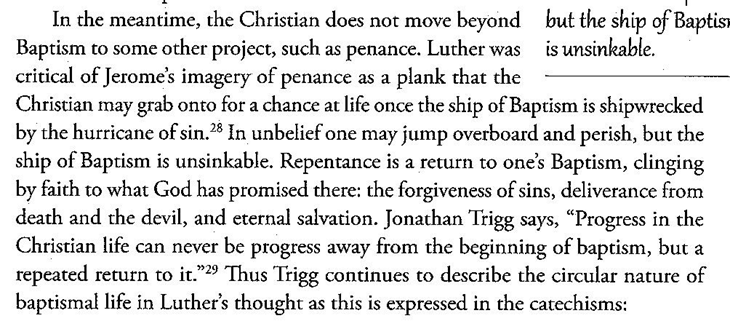 In the meantime, the Christian does not move beyond
Baptism to some other project, such as penance. Luther was
critical of Jerome's imagery of penance as a plank that the
Christian may grab onto for a chance at life once the ship of Baptism is shipwrecked
by the hurricane of sin.28 In unbelief one may jump overboard and perish, but the
ship of Baptism is unsinkable. Repentance is a return to one's Baptism, clinging
by faith to what God has promised there: the forgiveness of sins, deliverance from
death and the devil, and eternal salvation. Jonathan Trigg says, “Progress in the
Christian life can never be progress away from the beginning of baptism, but a
repeated return to it.”29 Thus Trigg continues to describe the circular nature of
baptismal life in Luther's thought as this is expressed in the catechisms:
but the ship of Baptis
is unsinkable.